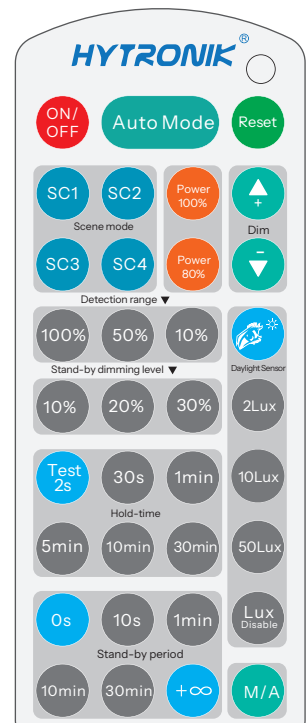 HYTRONIK®
ON/
OFF
Auto Mode
Reset
SC1
SC2
Power
100%
+
Scene mode
Dim
SC3
SC4
Power
80%
−
Detection range ▼
100%
50%
10%
Stand-by dimming level ▼
Daylight Sensor
10%
20%
30%
2Lux
Test
2s
30s
1min
10Lux
Hold-time
5min
10min
30min
50Lux
0s
10s
1min
Lux
Disable
Stand-by period
10min
30min
+∞
M/A